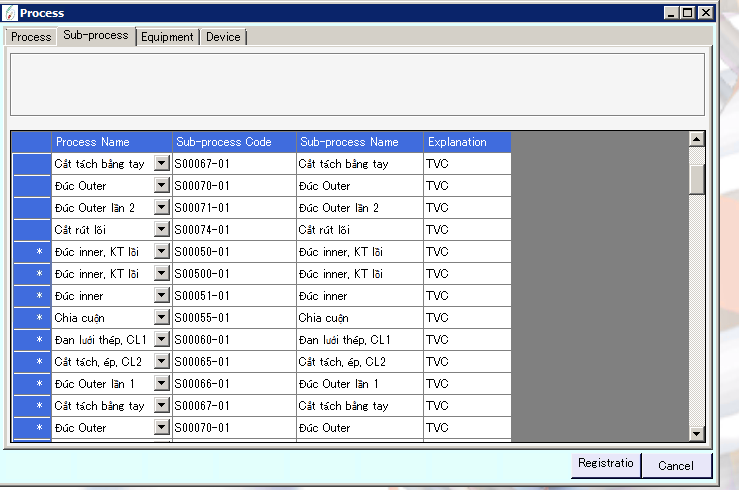 Process
Process Sub-process Equipment Device
Process Name Sub-process Code Sub-process Name Explanation
Cắt tách bằng tay S00067-01 Cắt tách bằng tay TVC
Đúc Outer S00070-01 Đúc Outer TVC
Đúc Outer lần 2 S00071-01 Đúc Outer lần 2 TVC
Cắt rút lõi S00074-01 Cắt rút lõi TVC
* Đúc inner, KT lõi S00050-01 Đúc inner, KT lõi TVC
* Đúc inner, KT lõi S00500-01 Đúc inner, KT lõi TVC
* Đúc inner S00051-01 Đúc inner TVC
* Chia cuộn S00055-01 Chia cuộn TVC
* Đan lưới thép, CL1 S00060-01 Đan lưới thép, CL1 TVC
* Cắt tách, ép, CL2 S00065-01 Cắt tách, ép, CL2 TVC
* Đúc Outer lần 1 S00066-01 Đúc Outer lần 1 TVC
* Cắt tách bằng tay S00067-01 Cắt tách bằng tay TVC
* Đúc Outer S00070-01 Đúc Outer TVC
Registratio Cancel